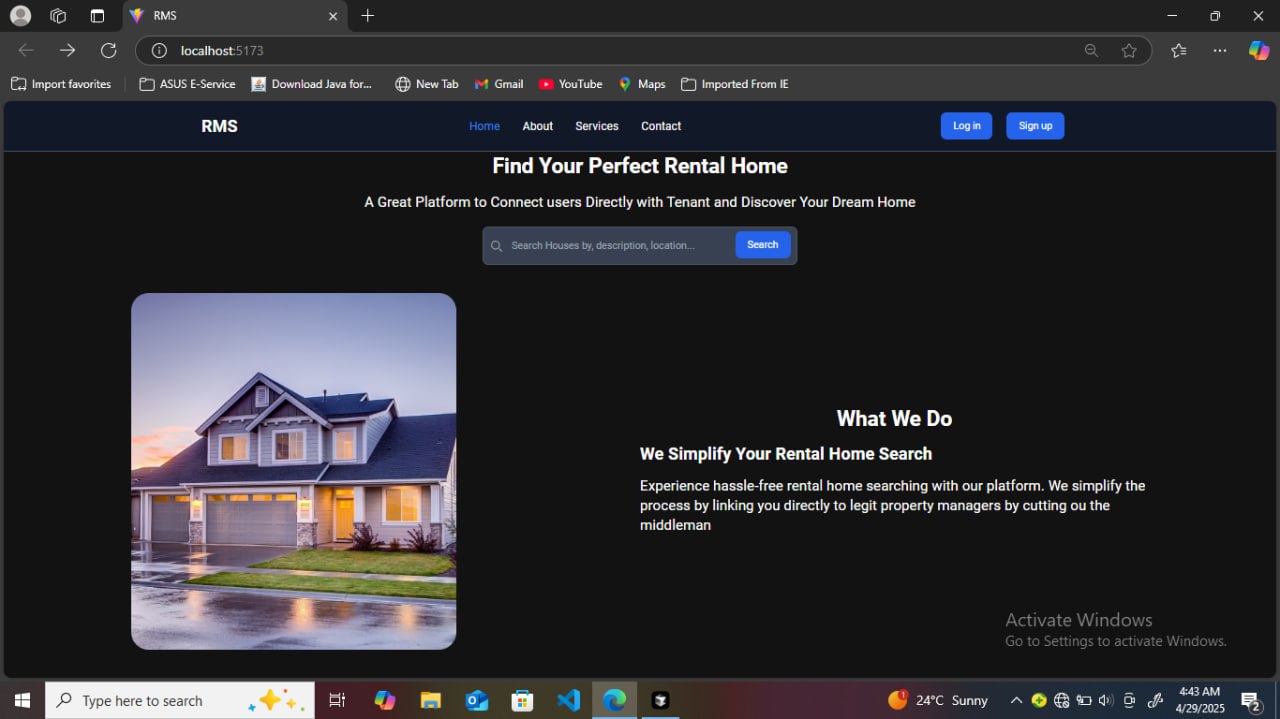 RMS
localhost:5173
Import favorites
ASUS E-Service
Download Java for...
New Tab
Gmail
YouTube
Maps
Imported From IE
RMS
Home
About
Services
Contact
Log in
Sign up
Find Your Perfect Rental Home
A Great Platform to Connect users Directly with Tenant and Discover Your Dream Home
Search Houses by, description, location...
Search
What We Do
We Simplify Your Rental Home Search
Experience hassle-free rental home searching with our platform. We simplify the
process by linking you directly to legit property managers by cutting ou the
middleman
Activate Windows
Go to Settings to activate Windows.
Type here to search
1
24°C Sunny
4:43 AM
4/29/2025
2